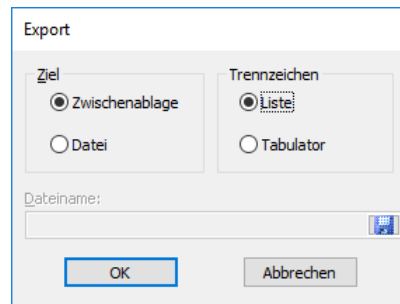 Export
Ziel
Zwischenablage
Datei
Trennzeichen
Liste
Tabulator
Dateiname:
OK
Abbrechen